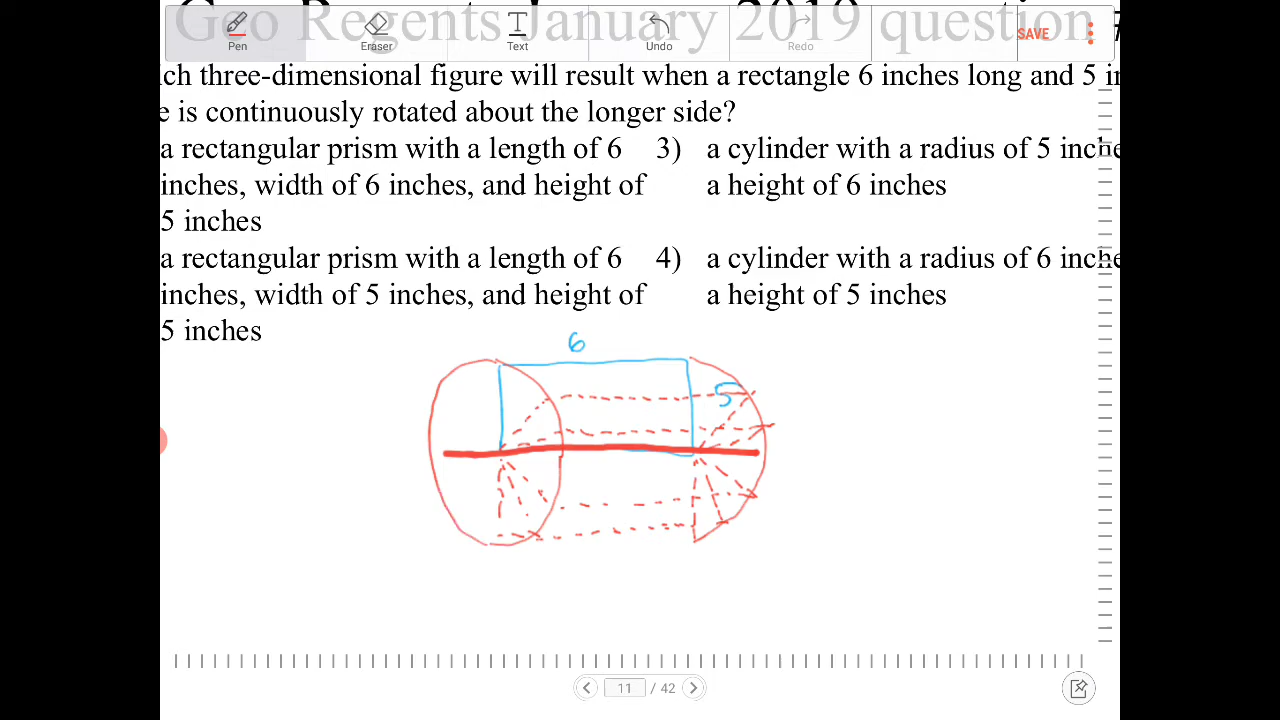 Geo Regents January 2019 question #
Pen Eraser Text Undo Redo SAVE
ich three-dimensional figure will result when a rectangle 6 inches long and 5 in
e is continuously rotated about the longer side?
a rectangular prism with a length of 6 3) a cylinder with a radius of 5 inche
inches, width of 6 inches, and height of a height of 6 inches
5 inches
a rectangular prism with a length of 6 4) a cylinder with a radius of 6 inche
inches, width of 5 inches, and height of a height of 5 inches
5 inches
6
5
11 / 42